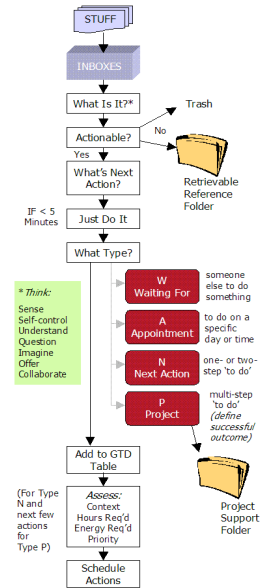 STUFF
INBOXES
What Is It?*
Trash
Actionable?
No
Yes
Retrievable
Reference
Folder
What's Next
Action?
IF < 5
Minutes
Just Do It
What Type?
* Think:
Sense
Self-control
Understand
Question
Imagine
Offer
Collaborate
W
Waiting For
someone
else to do
something
A
Appointment
to do on a
specific
day or time
N
Next Action
one- or two-
step 'to do'
P
Project
multi-step
'to do'
(define
successful
outcome)
Project
Support
Folder
Add to GTD
Table
(For Type
N and
next few
actions
for
Type P)
Assess:
Context
Hours Req'd
Energy Req'd
Priority
Schedule
Actions